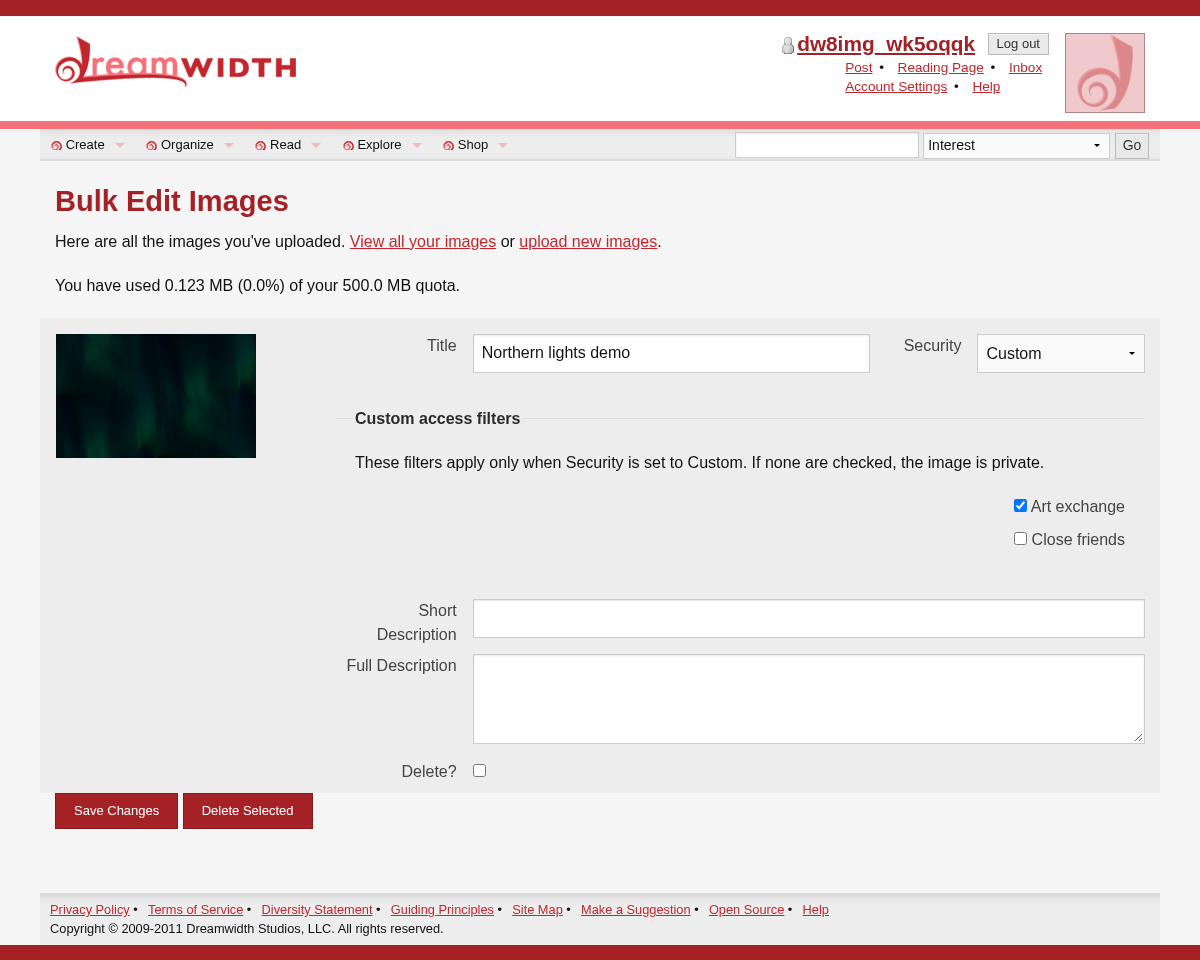 dreamWIDTH
dw8img_wk5oqqk Log out
Post • Reading Page • Inbox
Account Settings • Help
Create Organize Read Explore Shop Interest Go
Bulk Edit Images
Here are all the images you've uploaded. View all your images or upload new images.
You have used 0.123 MB (0.0%) of your 500.0 MB quota.
Title Northern lights demo Security Custom
Custom access filters
These filters apply only when Security is set to Custom. If none are checked, the image is private.
Art exchange
Close friends
Short
Description
Full Description
Delete?
Save Changes Delete Selected
Privacy Policy • Terms of Service • Diversity Statement • Guiding Principles • Site Map • Make a Suggestion • Open Source • Help
Copyright © 2009-2011 Dreamwidth Studios, LLC. All rights reserved.